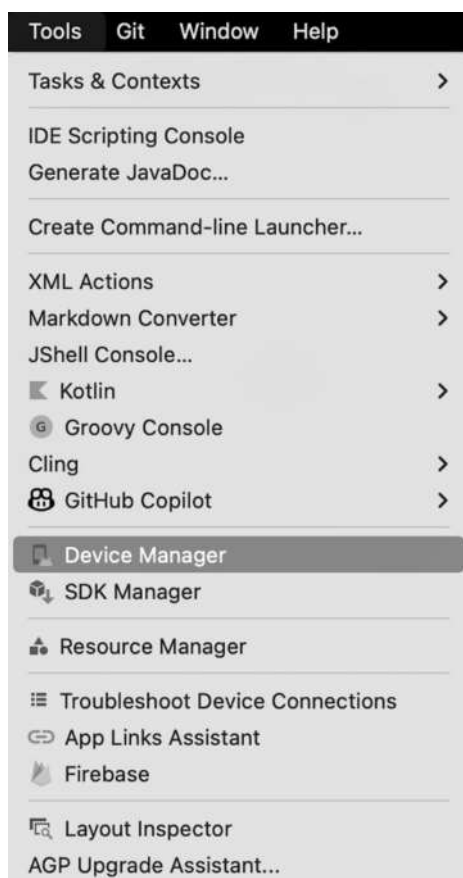 Tools Git Window Help
Tasks & Contexts
IDE Scripting Console
Generate JavaDoc...
Create Command-line Launcher...
XML Actions
Markdown Converter
JShell Console...
Kotlin
G Groovy Console
Cling
GitHub Copilot
Device Manager
SDK Manager
Resource Manager
Troubleshoot Device Connections
App Links Assistant
Firebase
Layout Inspector
AGP Upgrade Assistant...